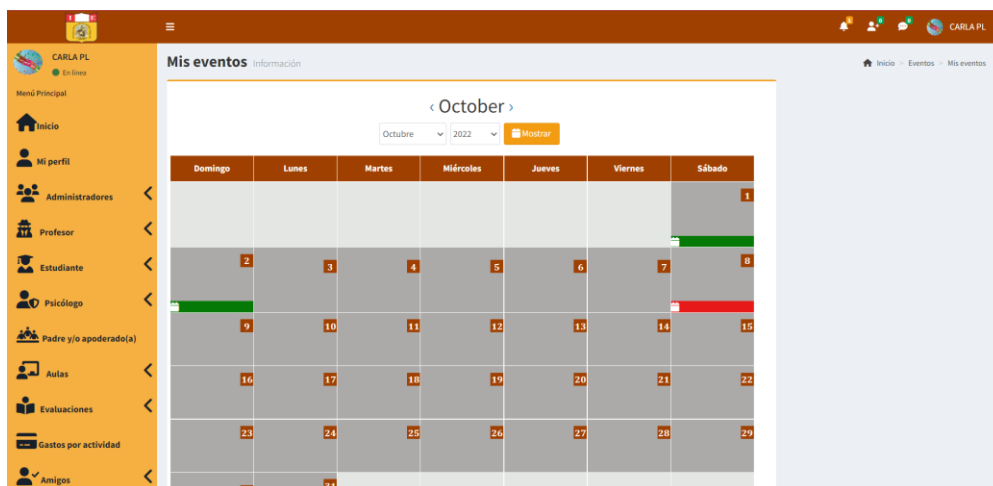 CARLA PL
CARLA PL
En línea
Mis eventos Información
Inicio > Eventos > Mis eventos
Menú Principal
Inicio
Mi perfil
Administradores
Profesor
Estudiante
Psicólogo
Padre y/o apoderado(a)
Aulas
Evaluaciones
Gastos por actividad
Amigos
‹ October ›
Octubre 2022 Mostrar
Domingo Lunes Martes Miércoles Jueves Viernes Sábado
1
2 3 4 5 6 7 8
9 10 11 12 13 14 15
16 17 18 19 20 21 22
23 24 25 26 27 28 29
31